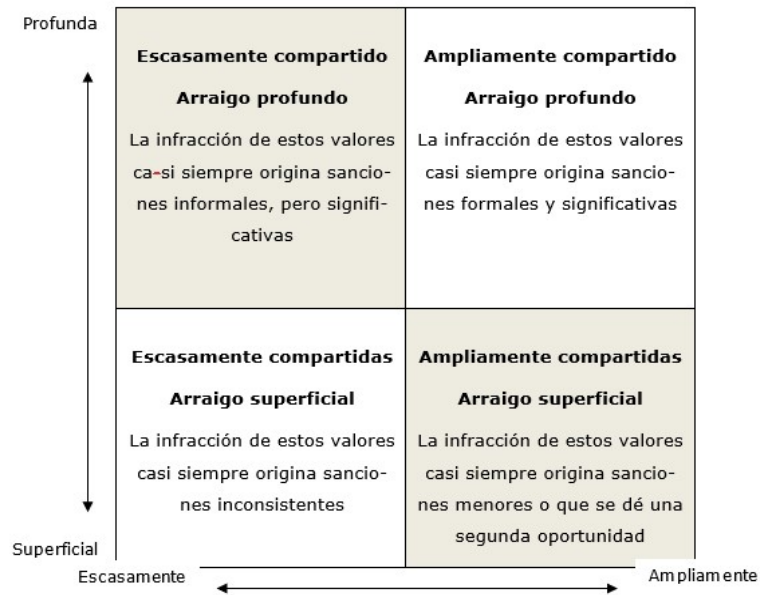 Profunda
Escasamente compartido
Arraigo profundo
La infracción de estos valores
ca-si siempre origina sancio-
nes informales, pero signifi-
cativas
Ampliamente compartido
Arraigo profundo
La infracción de estos valores
casi siempre origina sancio-
nes formales y significativas
Escasamente compartidas
Arraigo superficial
La infracción de estos valores
casi siempre origina sancio-
nes inconsistentes
Ampliamente compartidas
Arraigo superficial
La infracción de estos valores
casi siempre origina sancio-
nes menores o que se dé una
segunda oportunidad
Superficial
Escasamente
Ampliamente